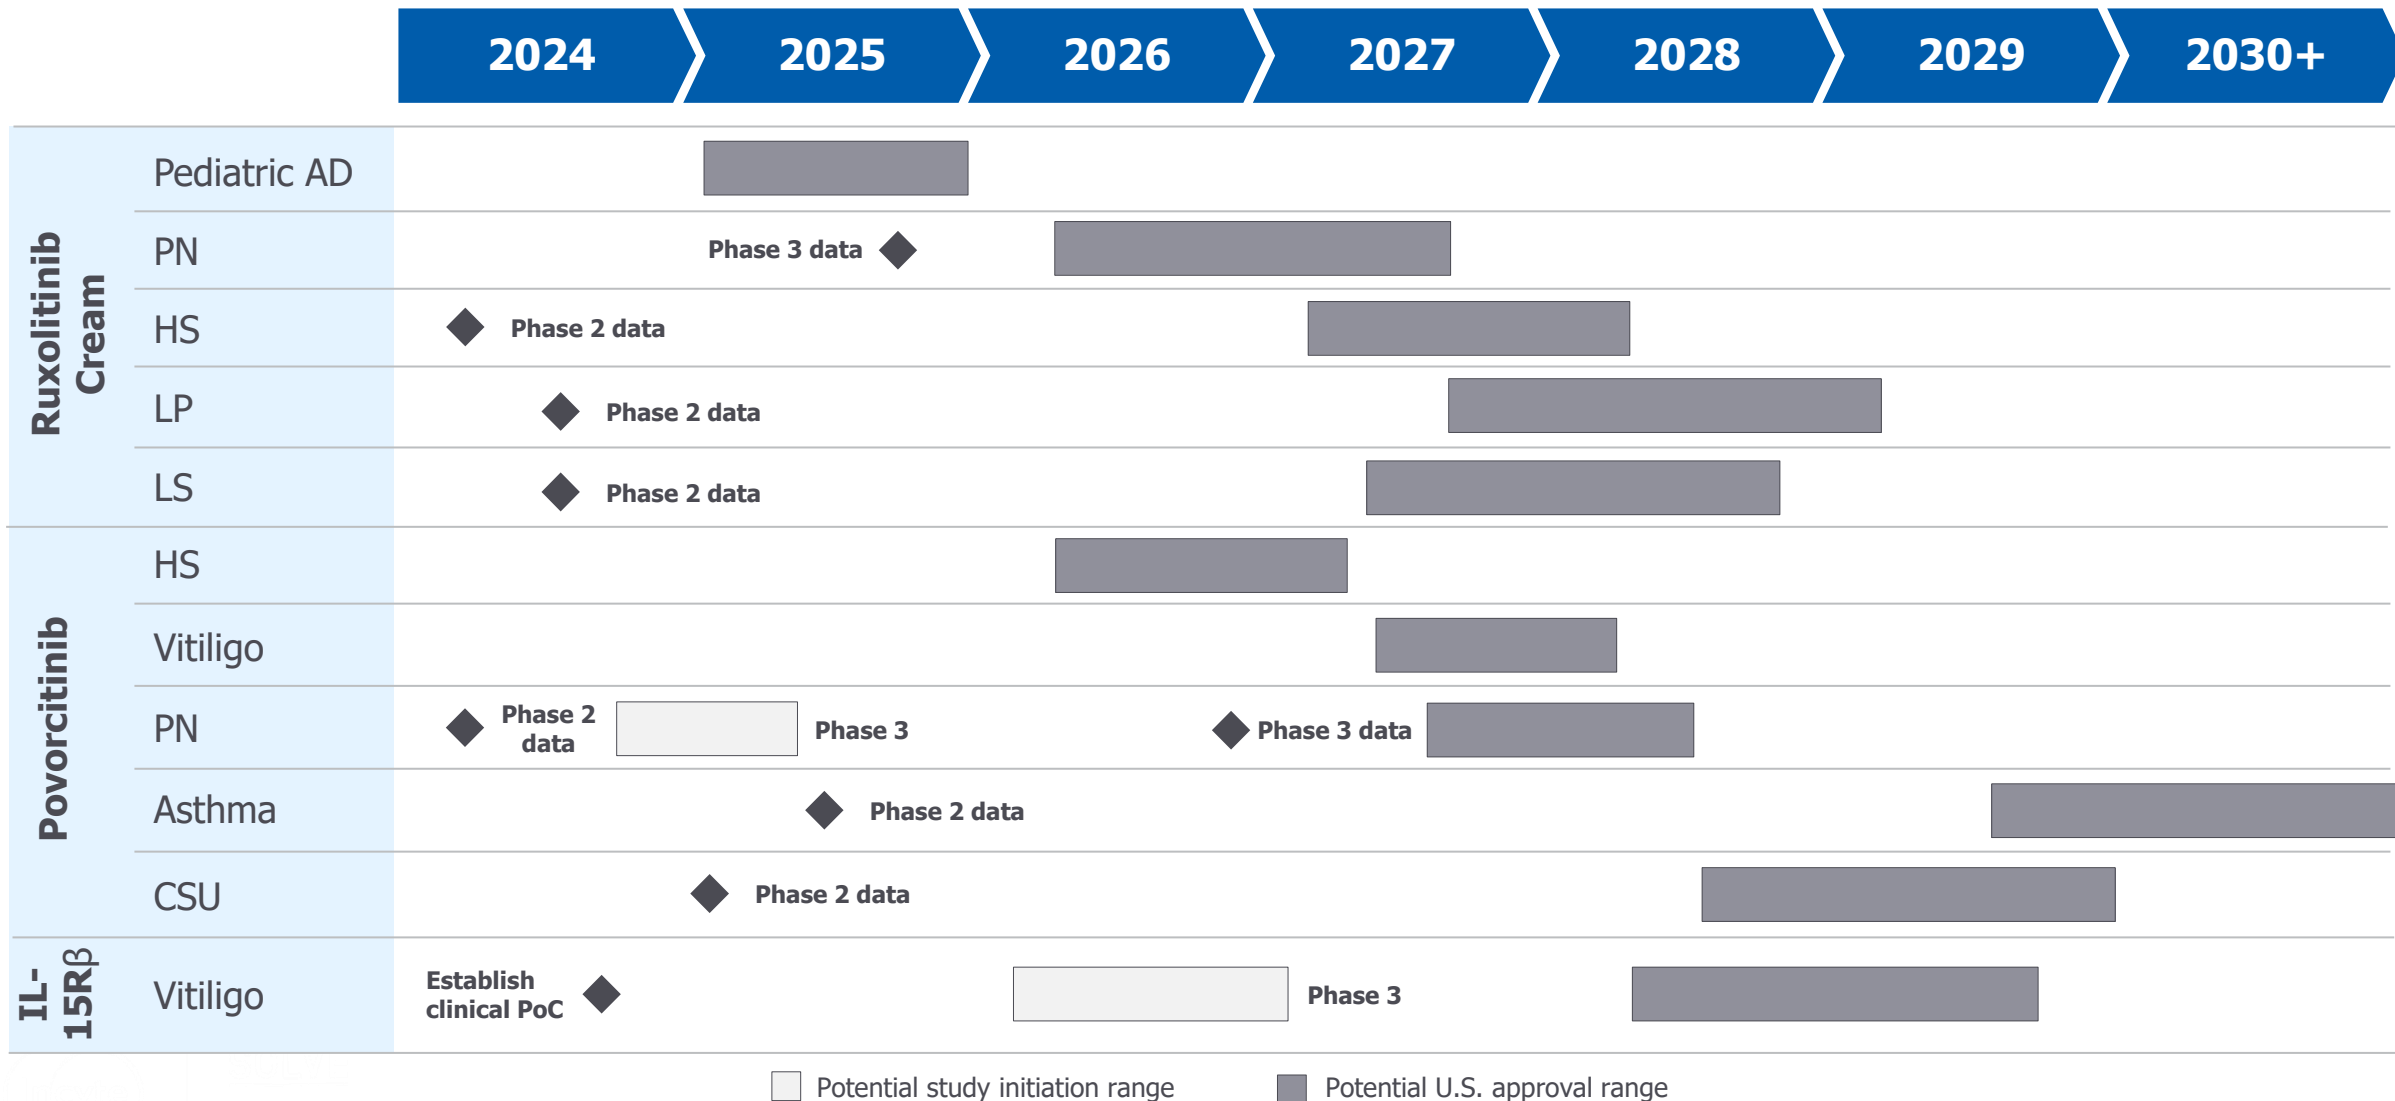 2024 2025 2026 2027 2028 2029 2030+
Ruxolitinib
Cream
Pediatric AD
PN
Phase 3 data
HS
Phase 2 data
LP
Phase 2 data
LS
Phase 2 data
Povorcitinib
HS
Vitiligo
PN
Phase 2
data
Phase 3
Phase 3 data
Asthma
Phase 2 data
CSU
Phase 2 data
IL-
15Rβ
Vitiligo
Establish
clinical PoC
Phase 3
Potential study initiation range
Potential U.S. approval range